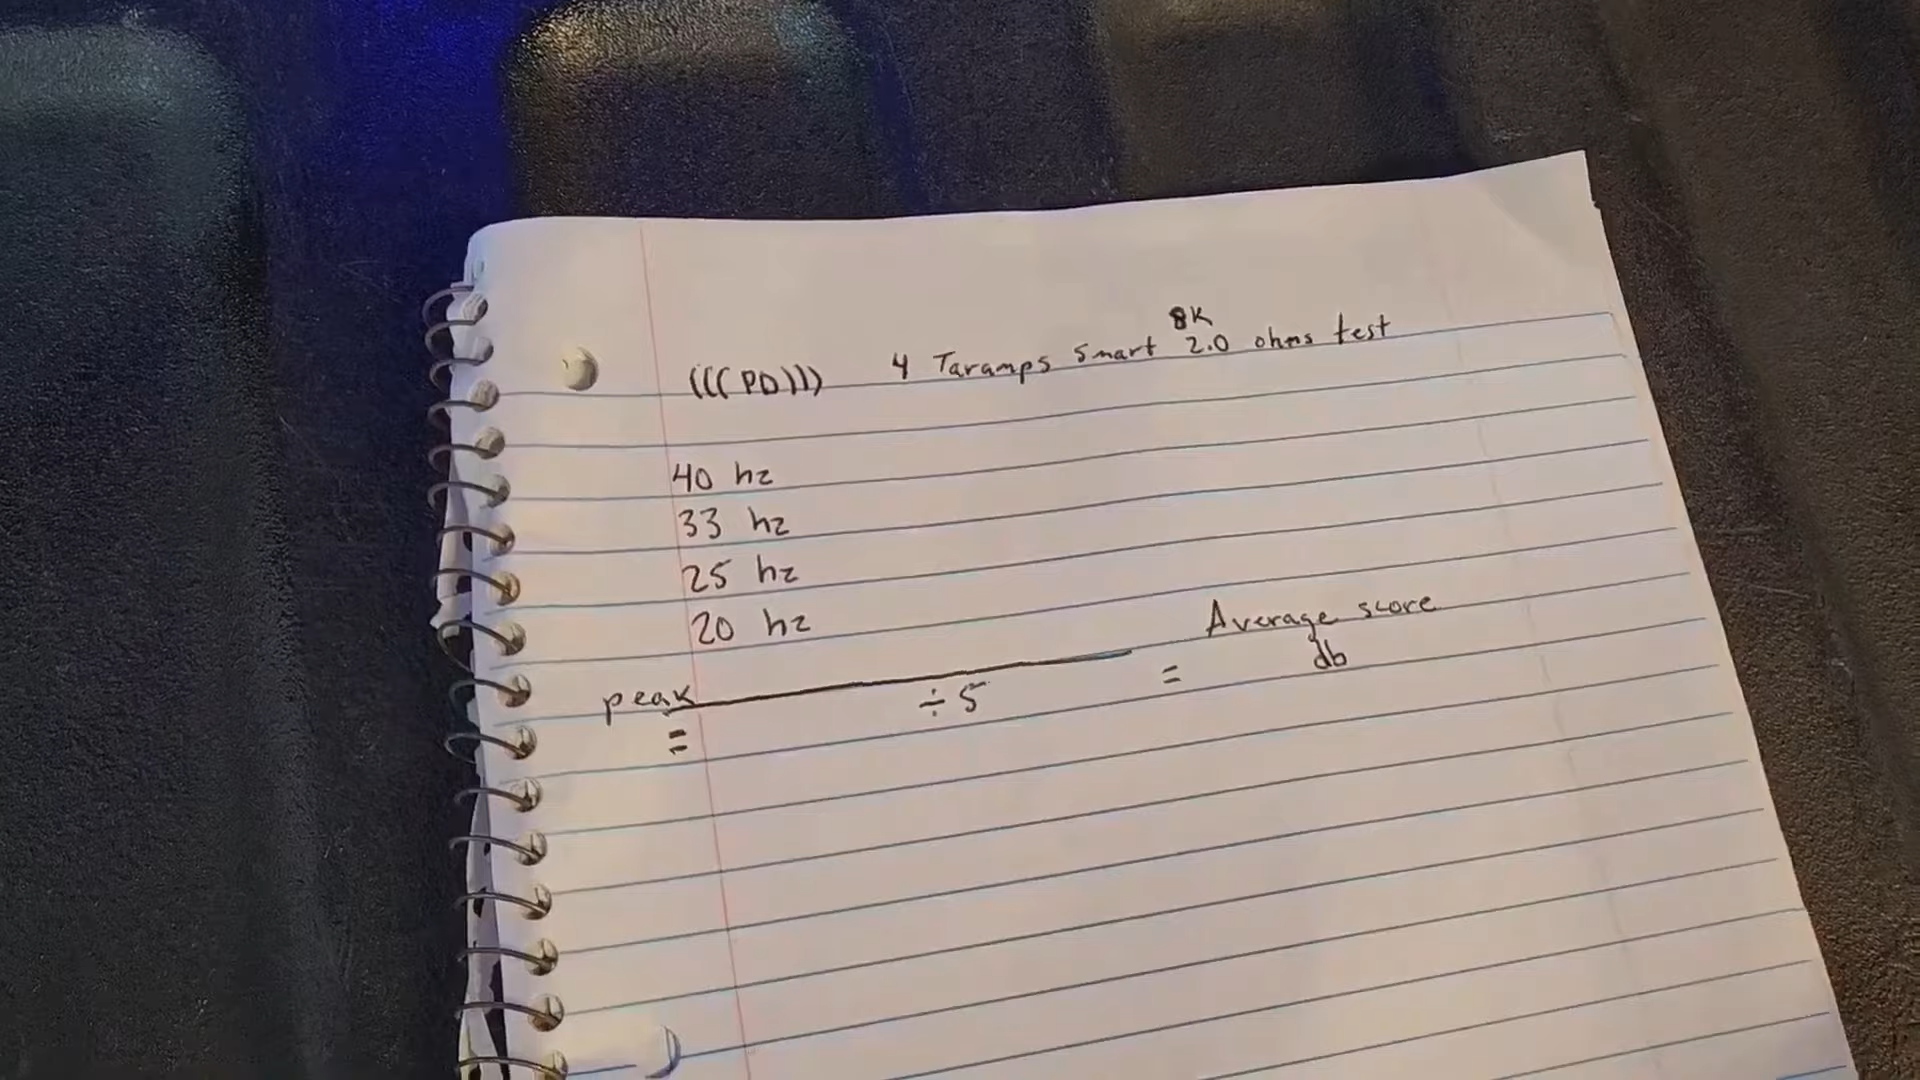 (((PD))) 4 Taramps Smart 8K 2.0 ohms test
40 hz
33 hz
25 hz
20 hz
peak
=
÷ 5
=
Average score
db